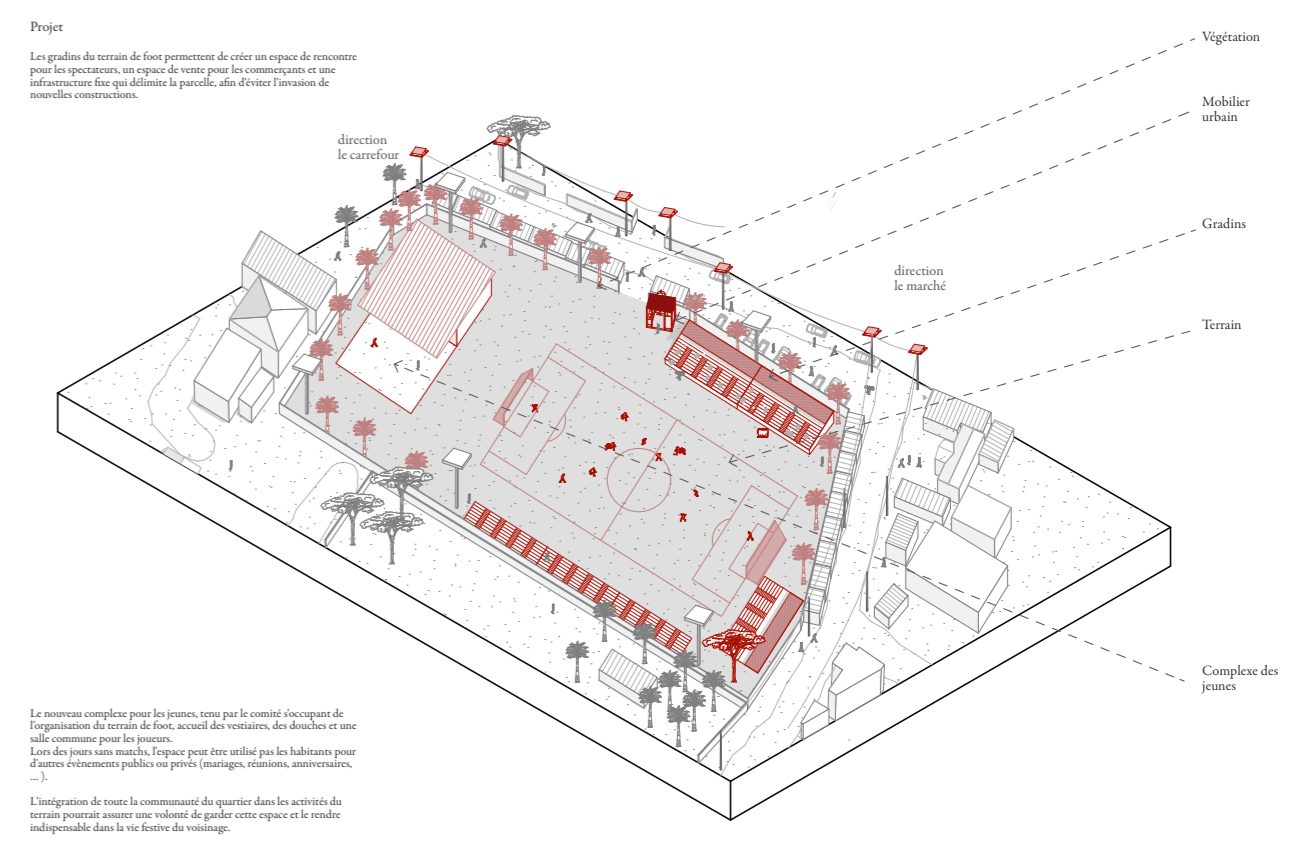 Projet
Les gradins du terrain de foot permettent de créer un espace de rencontre
pour les spectateurs, un espace de vente pour les commerçants et une
infrastructure fixe qui délimite la parcelle, afin d'éviter l'invasion de
nouvelles constructions.
Végétation
Mobilier
urbain
direction
le carrefour
Gradins
direction
le marché
Terrain
Complexe des
jeunes
Le nouveau complexe pour les jeunes, tenu par le comité s'occupant de
l'organisation du terrain de foot, accueil des vestiaires, des douches et une
salle commune pour les joueurs.
Lors des jours sans matchs, l'espace peut être utilisé pas les habitants pour
d'autres évènements publics ou privés (mariages, réunions, anniversaires,
... ).
L'intégration de toute la communauté du quartier dans les activités du
terrain pourrait assurer une volonté de garder cette espace et le rendre
indispensable dans la vie festive du voisinage.